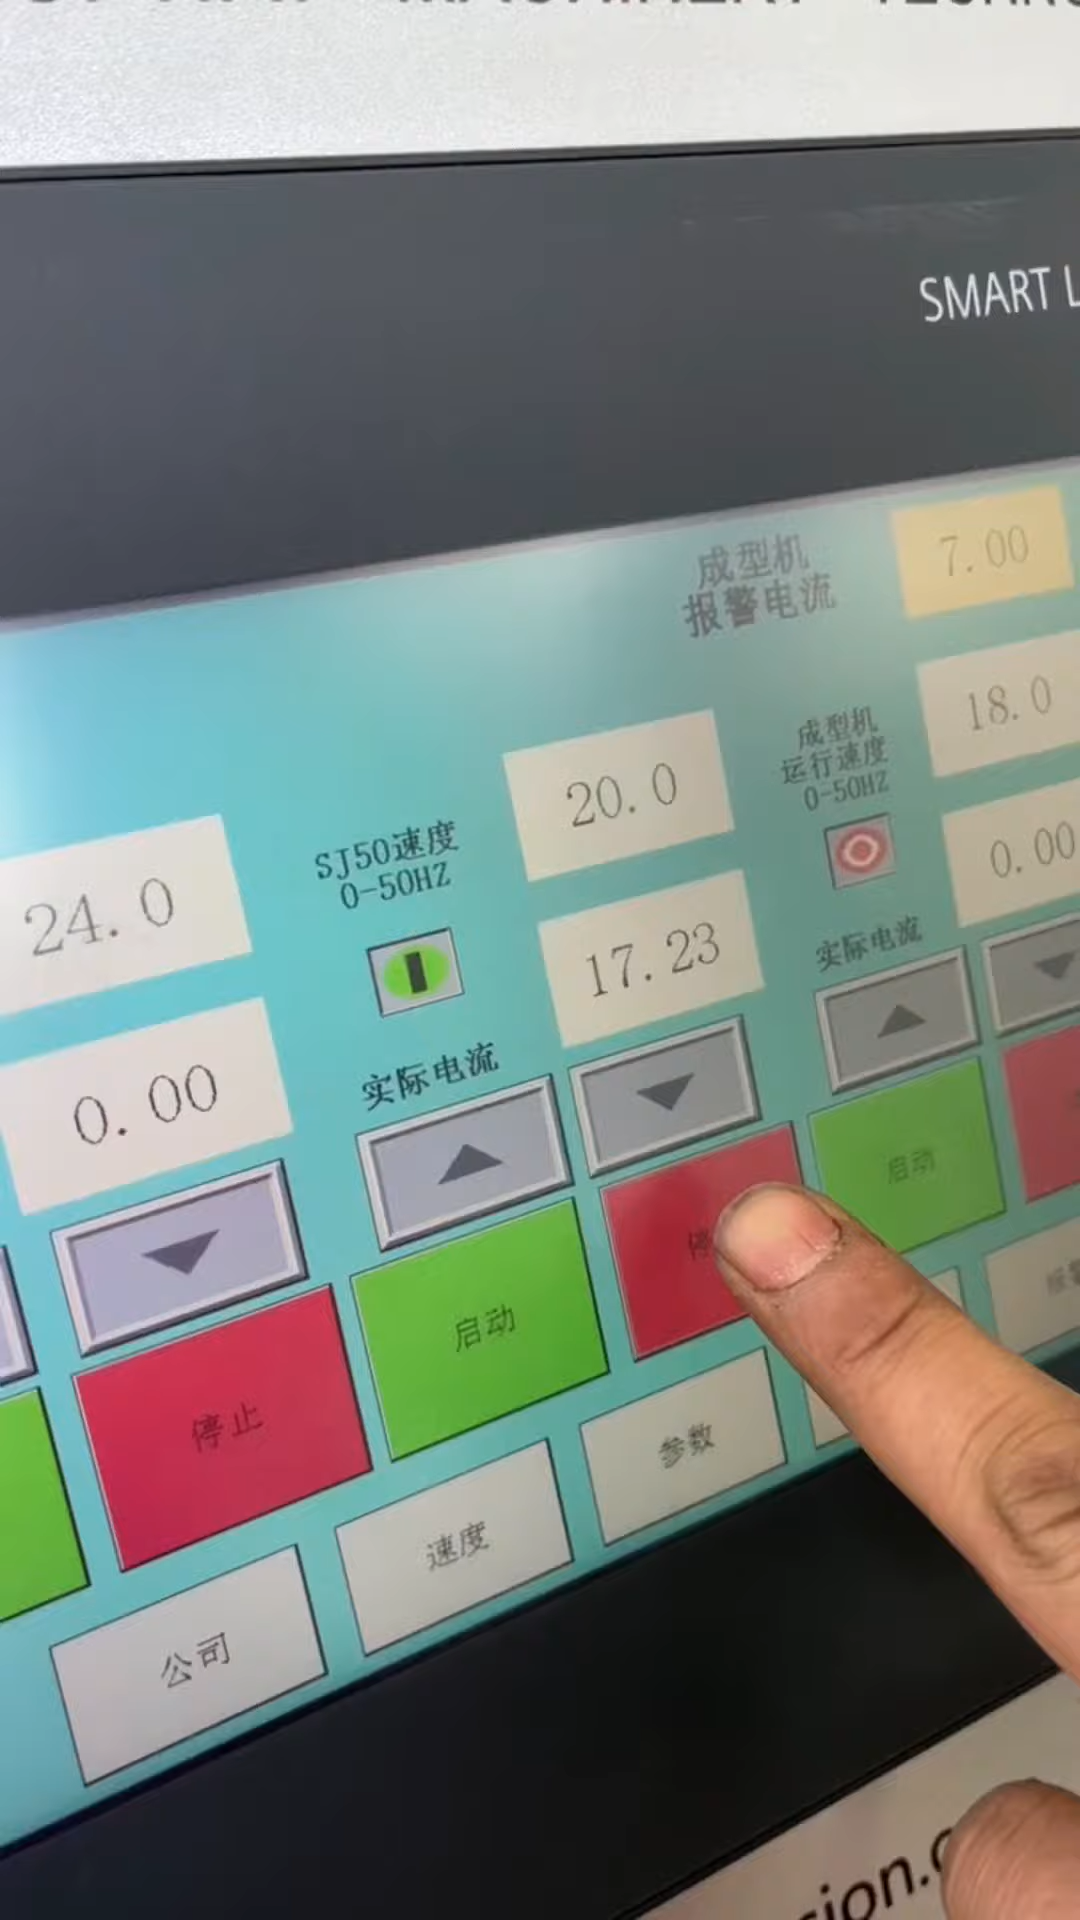 MACHINERY
SMART L
成型机
报警电流
7.00
成型机
运行速度
0-50HZ
18.0
0.00
实际电流
SJ50速度
0-50HZ
20.0
17.23
实际电流
24.0
0.00
启动
停止
启动
参数
速度
公司